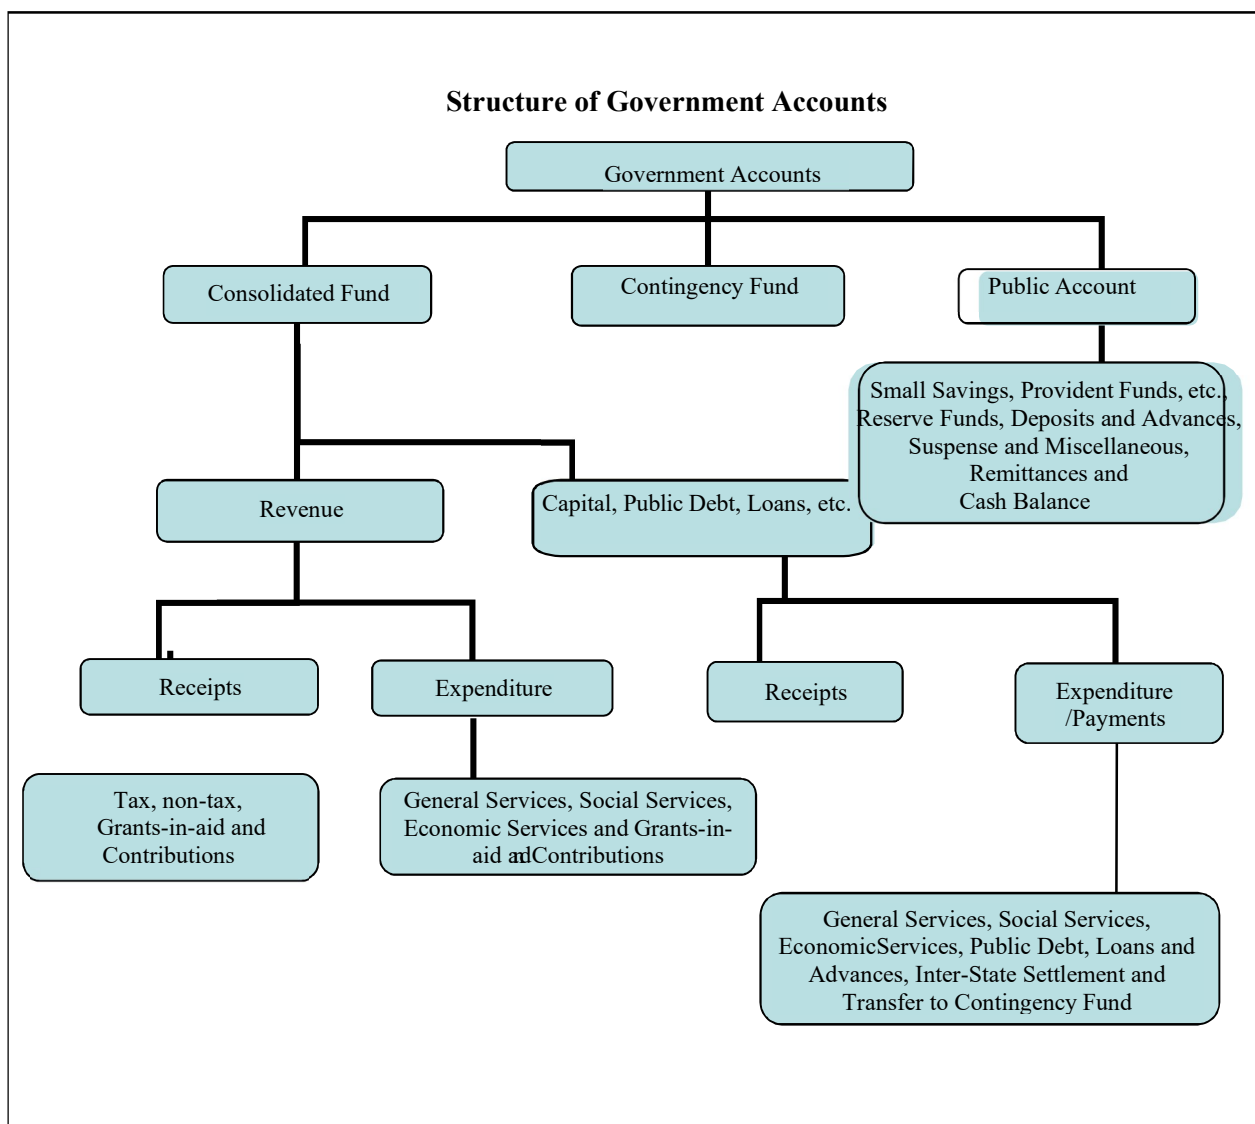 Structure of Government Accounts
Government Accounts
Consolidated Fund
Contingency Fund
Public Account
Small Savings, Provident Funds, etc.,
Reserve Funds, Deposits and Advances,
Suspense and Miscellaneous,
Remittances and
Cash Balance
Revenue
Capital, Public Debt, Loans, etc.
Receipts
Expenditure
Receipts
Expenditure
/Payments
Tax, non-tax,
Grants-in-aid and
Contributions
General Services, Social Services,
Economic Services and Grants-in-
aid and Contributions
General Services, Social Services,
EconomicServices, Public Debt, Loans and
Advances, Inter-State Settlement and
Transfer to Contingency Fund